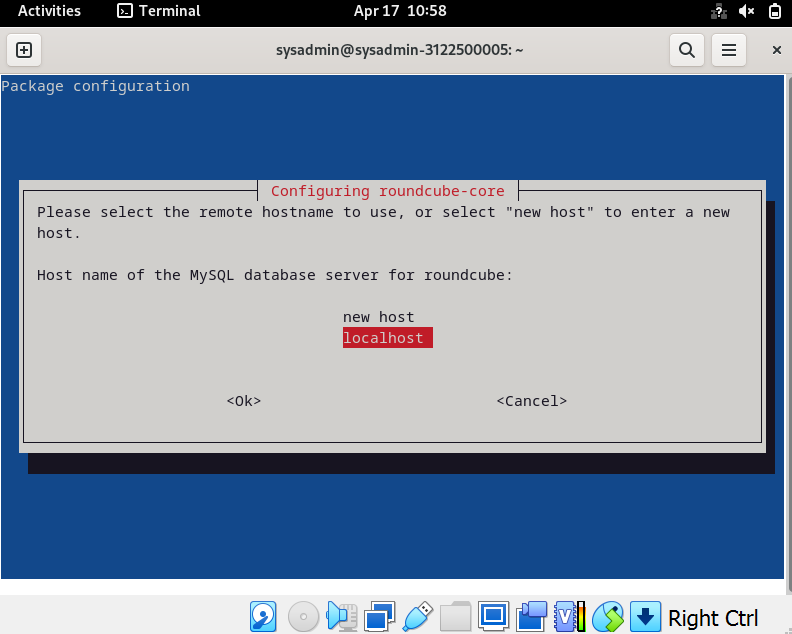 Activities Terminal Apr 17 10:58
sysadmin@sysadmin-3122500005: ~
Package configuration
Configuring roundcube-core
Please select the remote hostname to use, or select "new host" to enter a new
host.
Host name of the MySQL database server for roundcube:
new host
localhost
<Ok> <Cancel>
Right Ctrl